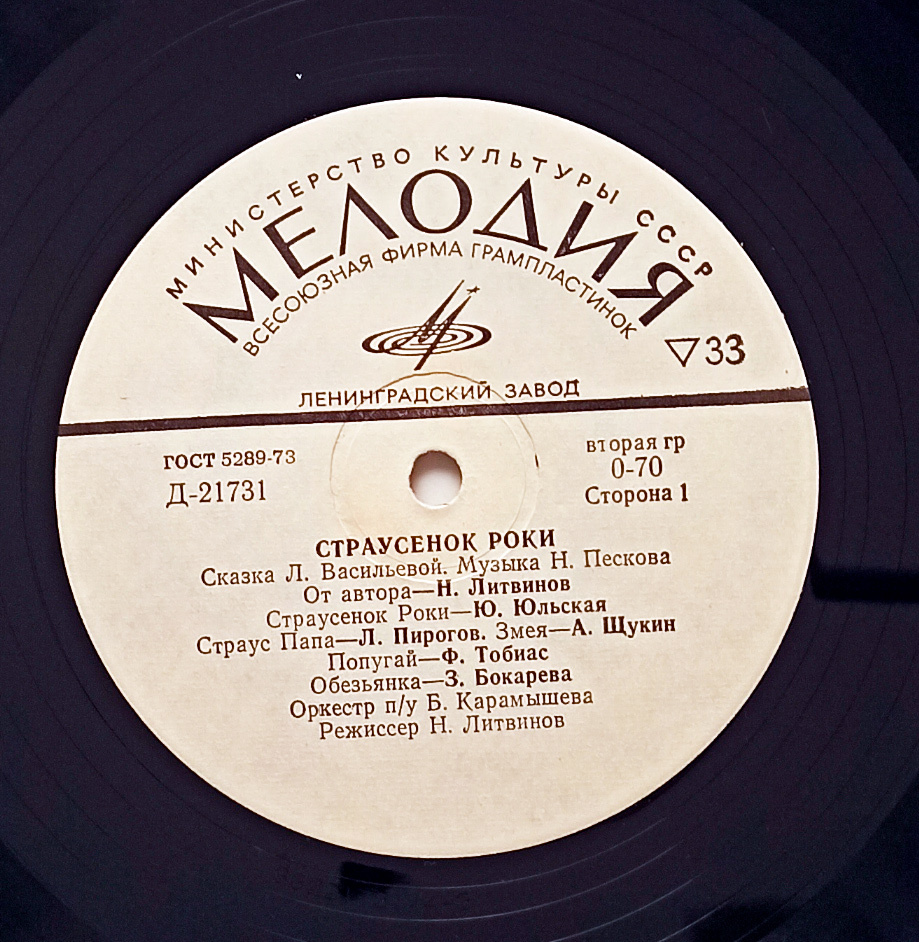 МИНИСТЕРСТВО КУЛЬТУРЫ СССР
МЕЛОДИЯ
ВСЕСОЮЗНАЯ ФИРМА ГРАМПЛАСТИНОК
▽33
ЛЕНИНГРАДСКИЙ ЗАВОД
ГОСТ 5289-73
Д-21731
вторая гр
0-70
Сторона 1
СТРАУСЕНОК РОКИ
Сказка Л. Васильевой. Музыка Н. Пескова
От автора—Н. Литвинов
Страусенок Роки—Ю. Юльская
Страус Папа—Л. Пирогов. Змея—А. Щукин
Попугай—Ф. Тобиас
Обезьянка—З. Бокарева
Оркестр п/у Б. Карамышева
Режиссер Н. Литвинов